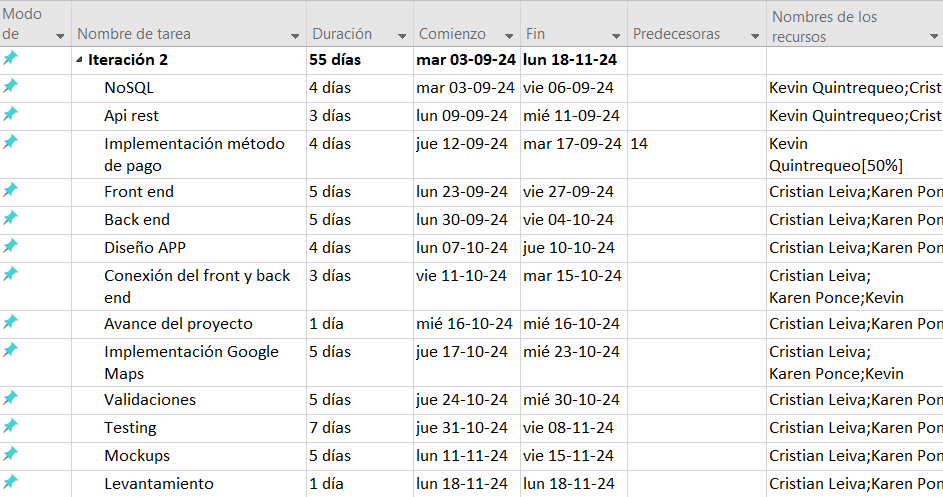 Modo de Nombre de tarea Duración Comienzo Fin Predecesoras Nombres de los recursos
Iteración 2 55 días mar 03-09-24 lun 18-11-24
NoSQL 4 días mar 03-09-24 vie 06-09-24 Kevin Quintrequeo;Crist
Api rest 3 días lun 09-09-24 mié 11-09-24 Kevin Quintrequeo;Crist
Implementación método de pago 4 días jue 12-09-24 mar 17-09-24 14 Kevin Quintrequeo[50%]
Front end 5 días lun 23-09-24 vie 27-09-24 Cristian Leiva;Karen Pon
Back end 5 días lun 30-09-24 vie 04-10-24 Cristian Leiva;Karen Pon
Diseño APP 4 días lun 07-10-24 jue 10-10-24 Cristian Leiva;Karen Pon
Conexión del front y back end 3 días vie 11-10-24 mar 15-10-24 Cristian Leiva; Karen Ponce;Kevin
Avance del proyecto 1 día mié 16-10-24 mié 16-10-24 Cristian Leiva;Karen Pon
Implementación Google Maps 5 días jue 17-10-24 mié 23-10-24 Cristian Leiva; Karen Ponce;Kevin
Validaciones 5 días jue 24-10-24 mié 30-10-24 Cristian Leiva;Karen Pon
Testing 7 días jue 31-10-24 vie 08-11-24 Cristian Leiva;Karen Pon
Mockups 5 días lun 11-11-24 vie 15-11-24 Cristian Leiva;Karen Pon
Levantamiento 1 día lun 18-11-24 lun 18-11-24 Cristian Leiva;Karen Pon